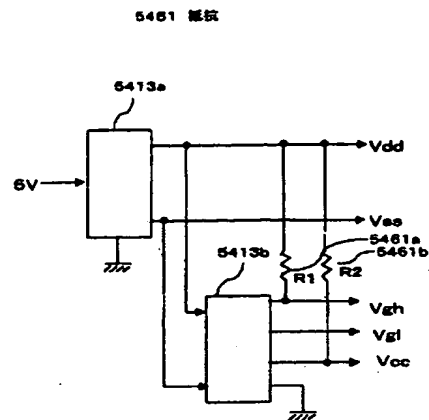 5461 抵抗
5413a
6V
Vdd
Vss
5461a
5461b
5413b
R1
R2
Vgh
Vgl
Vcc